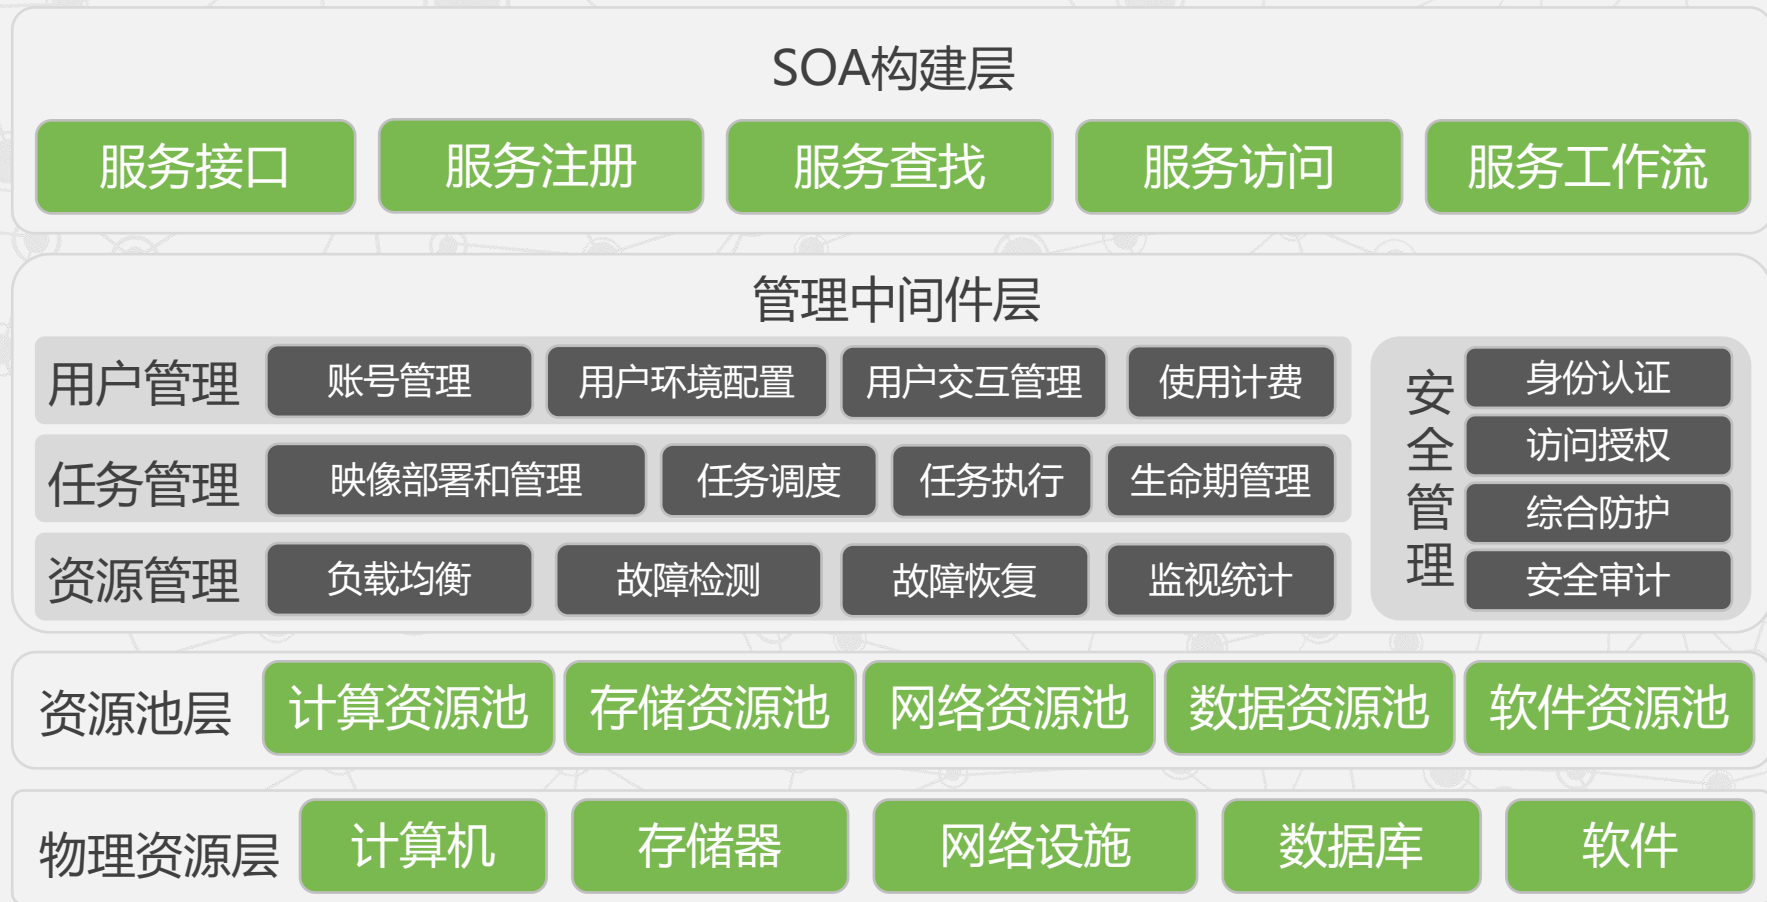 SOA构建层
服务接口 服务注册 服务查找 服务访问 服务工作流
管理中间件层
用户管理 账号管理 用户环境配置 用户交互管理 使用计费
任务管理 映像部署和管理 任务调度 任务执行 生命期管理
资源管理 负载均衡 故障检测 故障恢复 监视统计
安全管理
身份认证
访问授权
综合防护
安全审计
资源池层 计算资源池 存储资源池 网络资源池 数据资源池 软件资源池
物理资源层 计算机 存储器 网络设施 数据库 软件